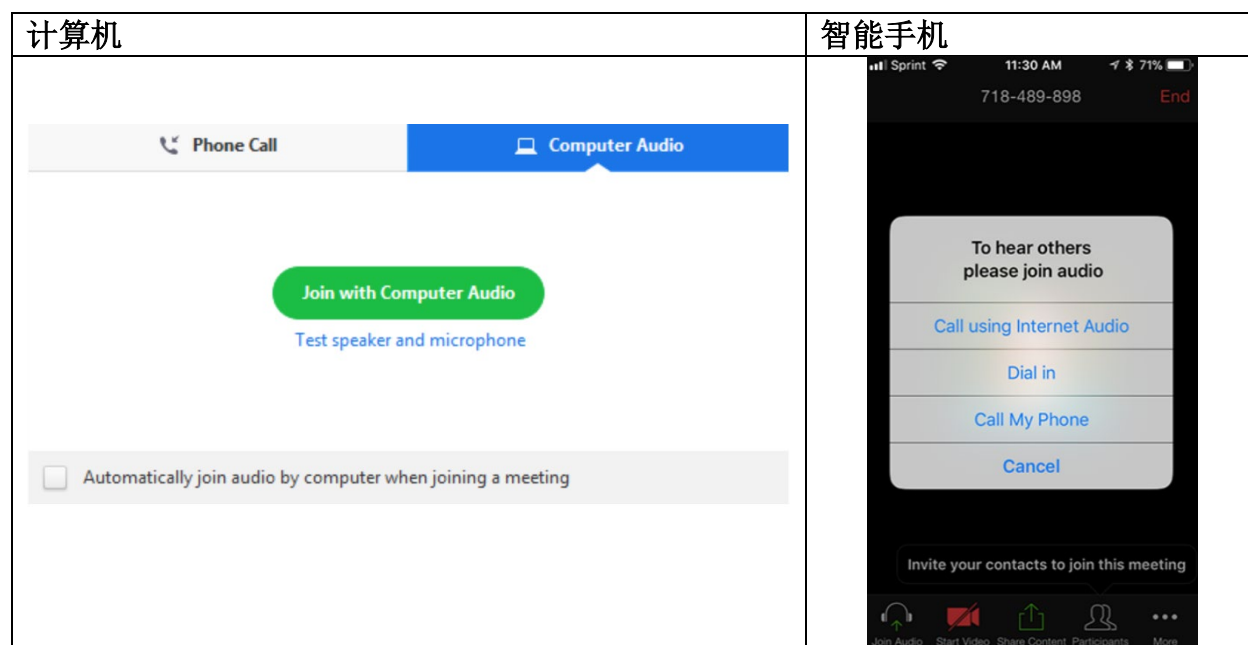 计算机
智能手机
Phone Call
Computer Audio
Join with Computer Audio
Test speaker and microphone
Automatically join audio by computer when joining a meeting
Sprint 11:30 AM 71%
718-489-898 End
To hear others
please join audio
Call using Internet Audio
Dial in
Call My Phone
Cancel
Invite your contacts to join this meeting
Join Audio Start Video Share Content Participants More